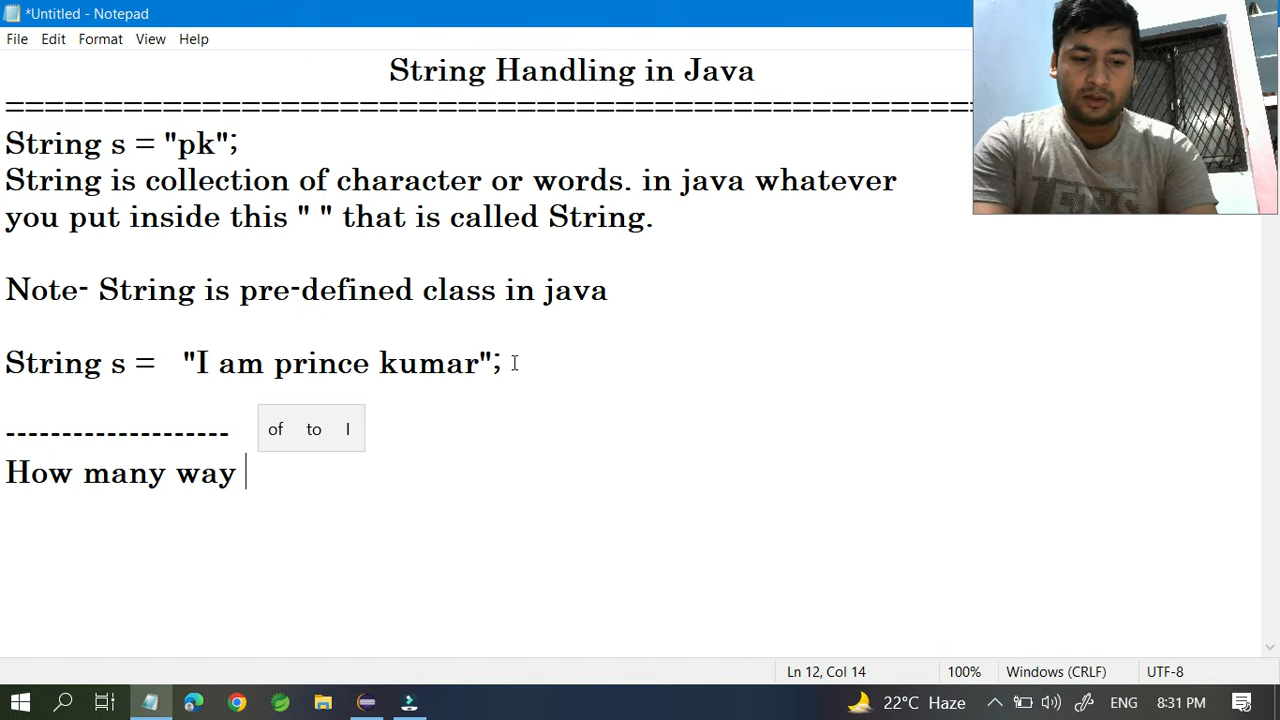 *Untitled - Notepad
File Edit Format View Help
String Handling in Java
==================================================
String s = "pk";
String is collection of character or words. in java whatever
you put inside this " " that is called String.
Note- String is pre-defined class in java
String s = "I am prince kumar";
--------------------
of to I
How many way
Ln 12, Col 14 100% Windows (CRLF) UTF-8
22°C Haze ENG 8:31 PM